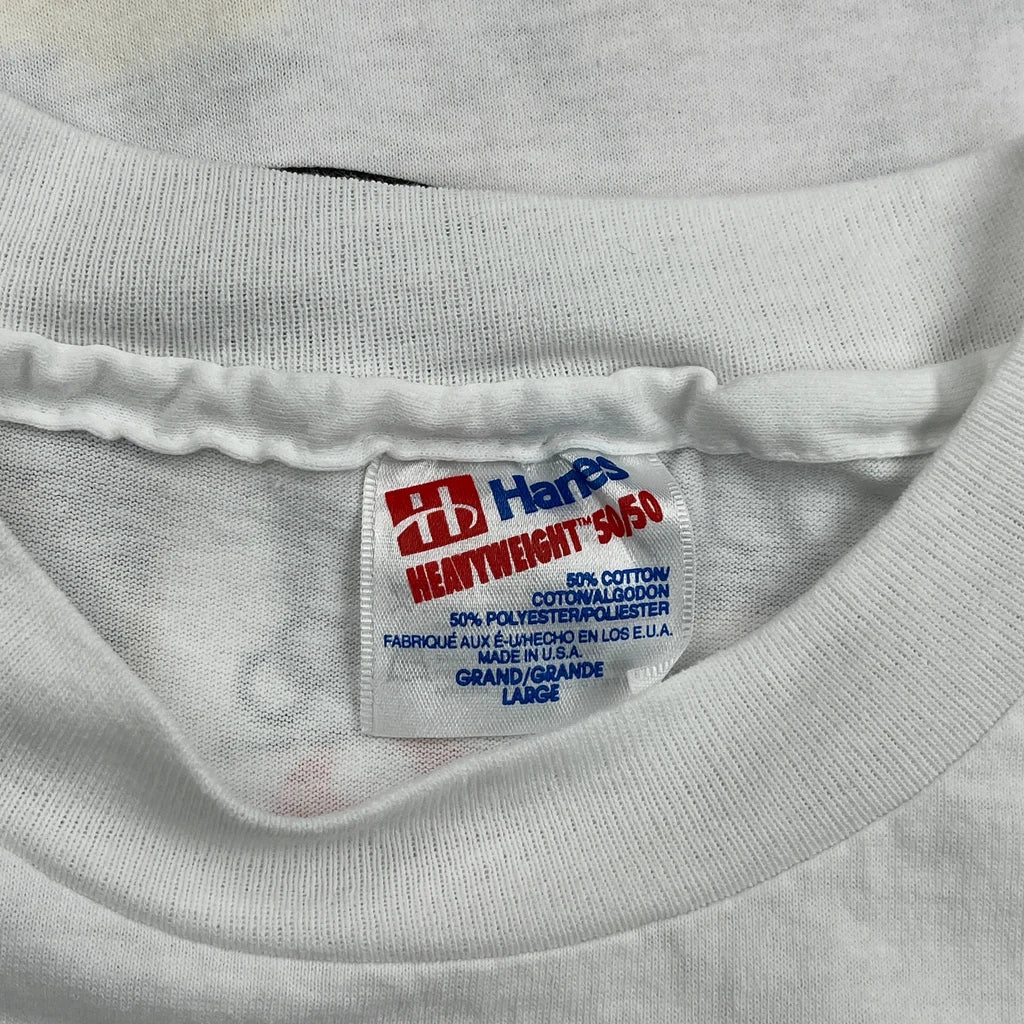 Hanes
HEAVYWEIGHT™ 50/50
50% COTTON/
COTON/ALGODON
50% POLYESTER/POLIESTER
FABRIQUÉ AUX É-U/HECHO EN LOS E.U.A.
MADE IN U.S.A.
GRAND/GRANDE
LARGE